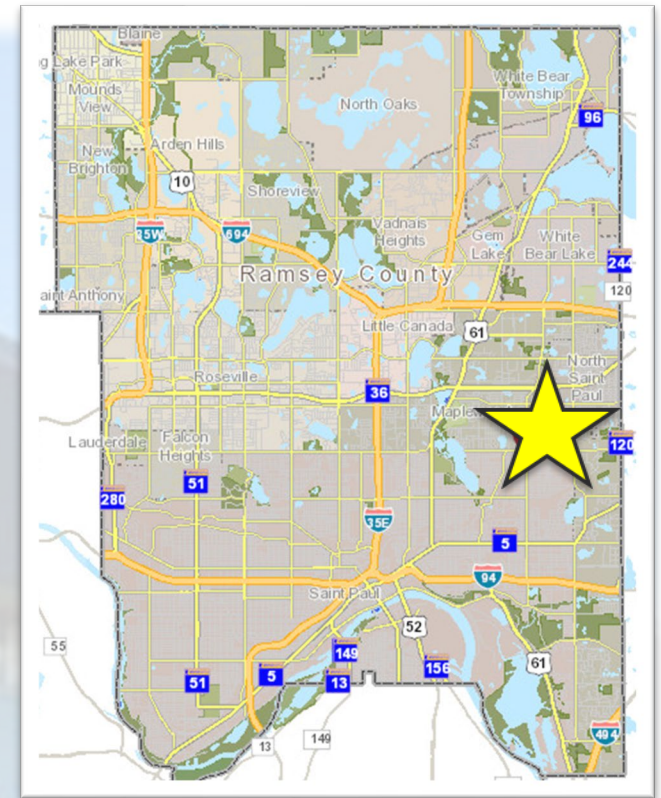 Blaine
g Lake Park
Mounds
View
North Oaks
White Bear
Township
96
New
Brighton
Arden Hills
10
Shoreview
35W
694
Vadnais
Heights
Gem
Lake
White
Bear Lake
244
Ramsey County
120
aint Anthony
Little Canada
61
Roseville
36
North
Saint
Paul
Maplew
Lauderdale
Falcon
Heights
120
51
280
35E
5
94
Saint Paul
52
55
149
61
51
5
13
156
13
149
494